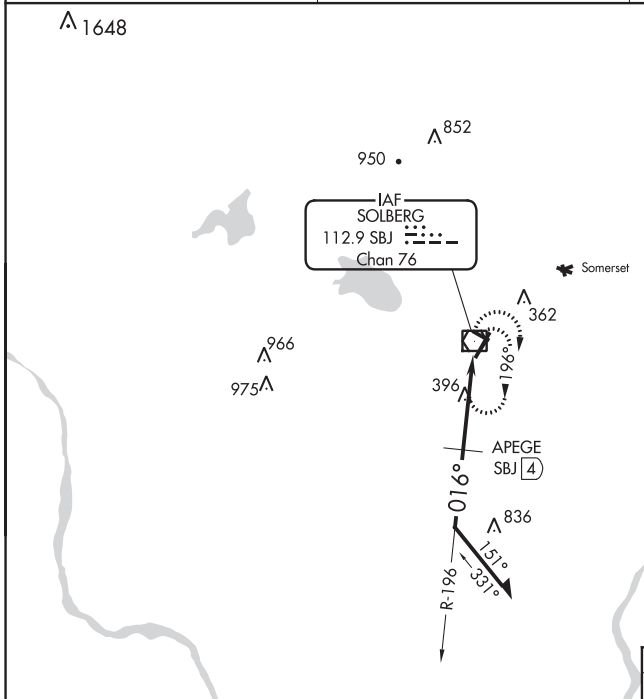 1648
852
950
IAF
SOLBERG
112.9 SBJ
Chan 76
Somerset
362
966
975
396
196°
APEGE
SBJ 4
016°
836
151°
331°
R-196